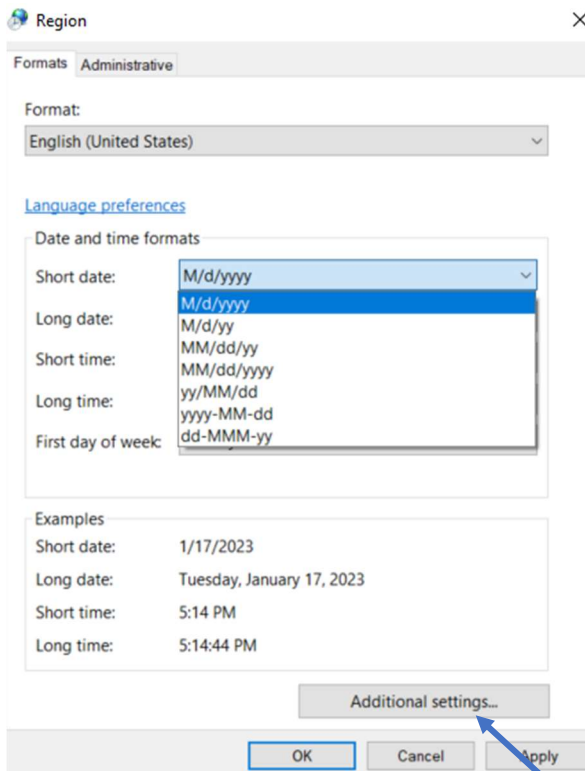 Region
Formats Administrative
Format:
English (United States)
Language preferences
Date and time formats
Short date: M/d/yyyy
M/d/yyyy
M/d/yy
Long date:
MM/dd/yy
Short time:
MM/dd/yyyy
yy/MM/dd
Long time:
yyyy-MM-dd
dd-MMM-yy
First day of week:
Examples
Short date: 1/17/2023
Long date: Tuesday, January 17, 2023
Short time: 5:14 PM
Long time: 5:14:44 PM
Additional settings...
OK Cancel Apply